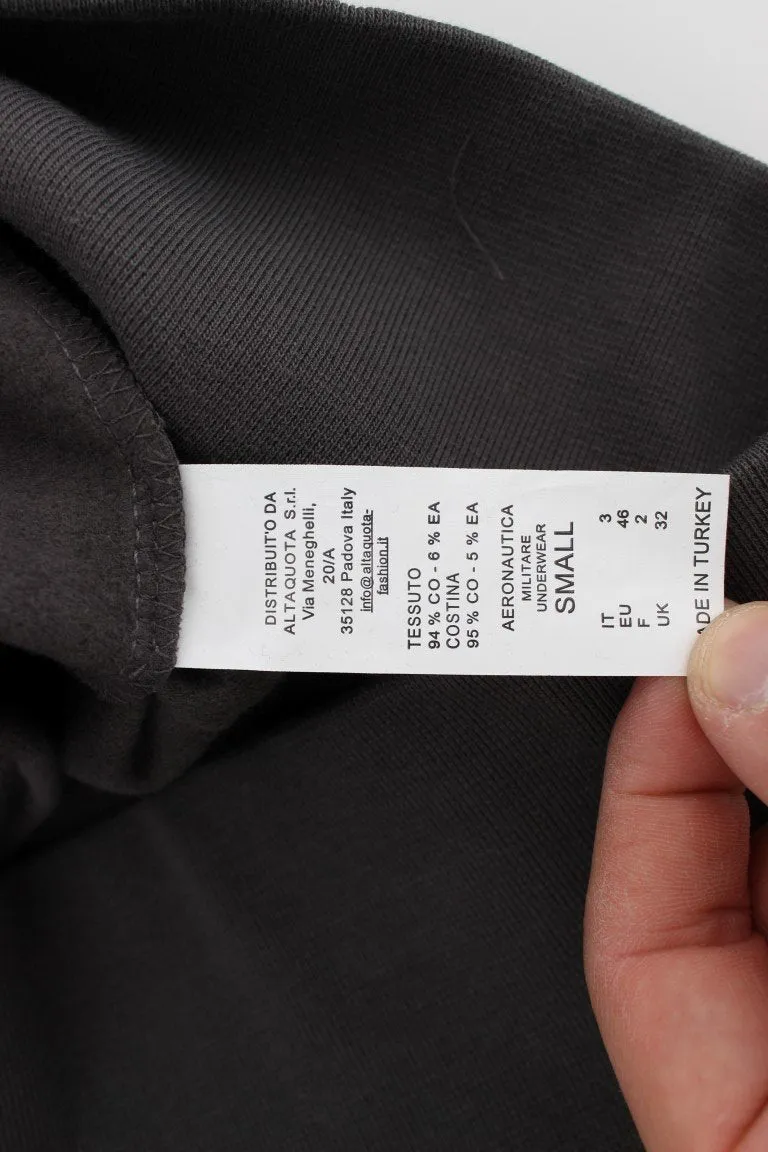 DISTRIBUIT'O DA
ALTAQUOTA S.r.l.
Via Meneghelli,
20/A
35128 Padova Italy
info@altaquota-
fashion.it
TESSUTO
94 % CO - 6 % EA
COSTINA
95 % CO - 5 % EA
AERONAUTICA
MILITARE
UNDERWEAR
SMALL
IT 3
EU 46
F 2
UK 32
ADE IN TURKEY